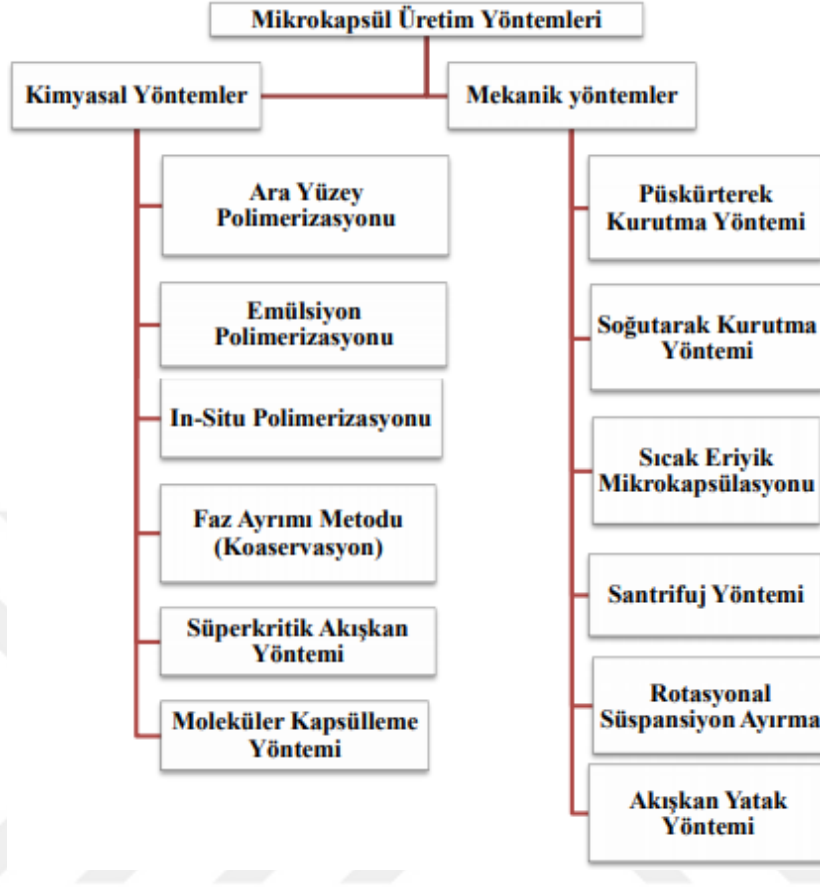 Mikrokapsül Üretim Yöntemleri
Kimyasal Yöntemler
Ara Yüzey
Polimerizasyonu
Emülsiyon
Polimerizasyonu
In-Situ Polimerizasyonu
Faz Ayrımı Metodu
(Koaservasyon)
Süperkritik Akışkan
Yöntemi
Moleküler Kapsülleme
Yöntemi
Mekanik yöntemler
Püskürterek
Kurutma Yöntemi
Soğutarak Kurutma
Yöntemi
Sıcak Eriyik
Mikrokapsülasyonu
Santrifuj Yöntemi
Rotasyonal
Süspansiyon Ayırma
Akışkan Yatak
Yöntemi